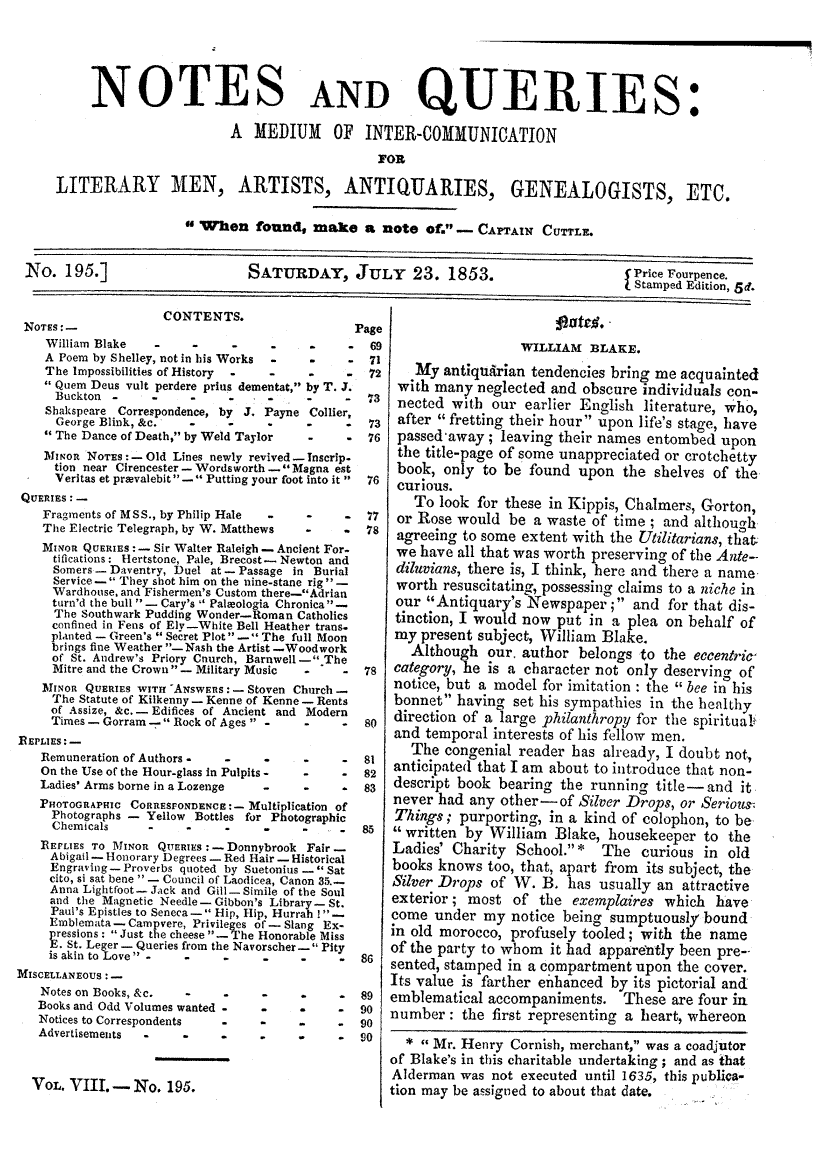 NOTES AND QUERIES:
A MEDIUM OF INTER-COMMUNICATION
FOR
LITERARY MEN, ARTISTS, ANTIQUARIES, GENEALOGISTS, ETC.
"When found, make a note of." — CAPTAIN CUTTLE.
No. 195.] SATURDAY, JULY 23. 1853. { Price Fourpence. Stamped Edition, 5d.
CONTENTS.
NOTES:— Page
William Blake - - - - - - 69
A Poem by Shelley, not in his Works - - - 71
The Impossibilities of History - - - - 72
"Quem Deus vult perdere prius dementat," by T. J.
Buckton - - - - - - - 73
Shakspeare Correspondence, by J. Payne Collier,
George Blink, &c. - - - - - 73
"The Dance of Death," by Weld Taylor - - 76
MINOR NOTES:— Old Lines newly revived — Inscrip-
tion near Cirencester — Wordsworth — "Magna est
Veritas et prævalebit" — "Putting your foot into it" 76
QUERIES:—
Fragments of MSS., by Philip Hale - - - 77
The Electric Telegraph, by W. Matthews - - 78
MINOR QUERIES:— Sir Walter Raleigh — Ancient For-
tifications: Hertstone, Pale, Brecost — Newton and
Somers — Daventry, Duel at — Passage in Burial
Service — "They shot him on the nine-stane rig" —
Wardhouse, and Fishermen's Custom there — "Adrian
turn'd the bull" — Cary's "Palæologia Chronica" —
The Southwark Pudding Wonder — Roman Catholics
confined in Fens of Ely — White Bell Heather trans-
planted — Green's "Secret Plot" — "The full Moon
brings fine Weather" — Nash the Artist — Woodwork
of St. Andrew's Priory Cnurch, Barnwell — "The
Mitre and the Crown" — Military Music - - 78
MINOR QUERIES WITH ANSWERS:— Stoven Church —
The Statute of Kilkenny — Kenne of Kenne — Rents
of Assize, &c. — Edifices of Ancient and Modern
Times — Gorram — "Rock of Ages" - - - 80
REPLIES:—
Remuneration of Authors - - - - - 81
On the Use of the Hour-glass in Pulpits - - - 82
Ladies' Arms borne in a Lozenge - - - 83
PHOTOGRAPHIC CORRESPONDENCE:— Multiplication of
Photographs — Yellow Bottles for Photographic
Chemicals - - - - - - 85
REPLIES TO MINOR QUERIES:— Donnybrook Fair —
Abigail — Honorary Degrees — Red Hair — Historical
Engraving — Proverbs quoted by Suetonius — "Sat
cito, si sat bene" — Council of Laodicea, Canon 35. —
Anna Lightfoot — Jack and Gill — Simile of the Soul
and the Magnetic Needle — Gibbon's Library — St.
Paul's Epistles to Seneca — "Hip, Hip, Hurrah!" —
Emblemata — Campvere, Privileges of — Slang Ex-
pressions: "Just the cheese" — The Honorable Miss
E. St. Leger — Queries from the Navorscher — "Pity
is akin to Love" - - - - - - 86
MISCELLANEOUS:—
Notes on Books, &c. - - - - - 89
Books and Odd Volumes wanted - - - - 90
Notices to Correspondents - - - - 90
Advertisements - - - - - - 90
VOL. VIII. — No. 195.
Notes.
WILLIAM BLAKE.
My antiquarian tendencies bring me acquainted
with many neglected and obscure individuals con-
nected with our earlier English literature, who,
after "fretting their hour" upon life's stage, have
passed away; leaving their names entombed upon
the title-page of some unappreciated or crotchetty
book, only to be found upon the shelves of the
curious.
To look for these in Kippis, Chalmers, Gorton,
or Rose would be a waste of time; and although
agreeing to some extent with the Utilitarians, that
we have all that was worth preserving of the Ante-
diluvians, there is, I think, here and there a name
worth resuscitating, possessing claims to a niche in
our "Antiquary's Newspaper;" and for that dis-
tinction, I would now put in a plea on behalf of
my present subject, William Blake.
Although our author belongs to the eccentric
category, he is a character not only deserving of
notice, but a model for imitation: the "bee in his
bonnet" having set his sympathies in the healthy
direction of a large philanthropy for the spiritual
and temporal interests of his fellow men.
The congenial reader has already, I doubt not,
anticipated that I am about to introduce that non-
descript book bearing the running title — and it
never had any other — of Silver Drops, or Serious
Things; purporting, in a kind of colophon, to be
"written by William Blake, housekeeper to the
Ladies' Charity School."* The curious in old
books knows too, that, apart from its subject, the
Silver Drops of W. B. has usually an attractive
exterior; most of the exemplaires which have
come under my notice being sumptuously bound
in old morocco, profusely tooled; with the name
of the party to whom it had apparently been pre-
sented, stamped in a compartment upon the cover.
Its value is farther enhanced by its pictorial and
emblematical accompaniments. These are four in
number: the first representing a heart, whereon
* "Mr. Henry Cornish, merchant," was a coadjutor
of Blake's in this charitable undertaking; and as that
Alderman was not executed until 1635, this publica-
tion may be assigned to about that date.